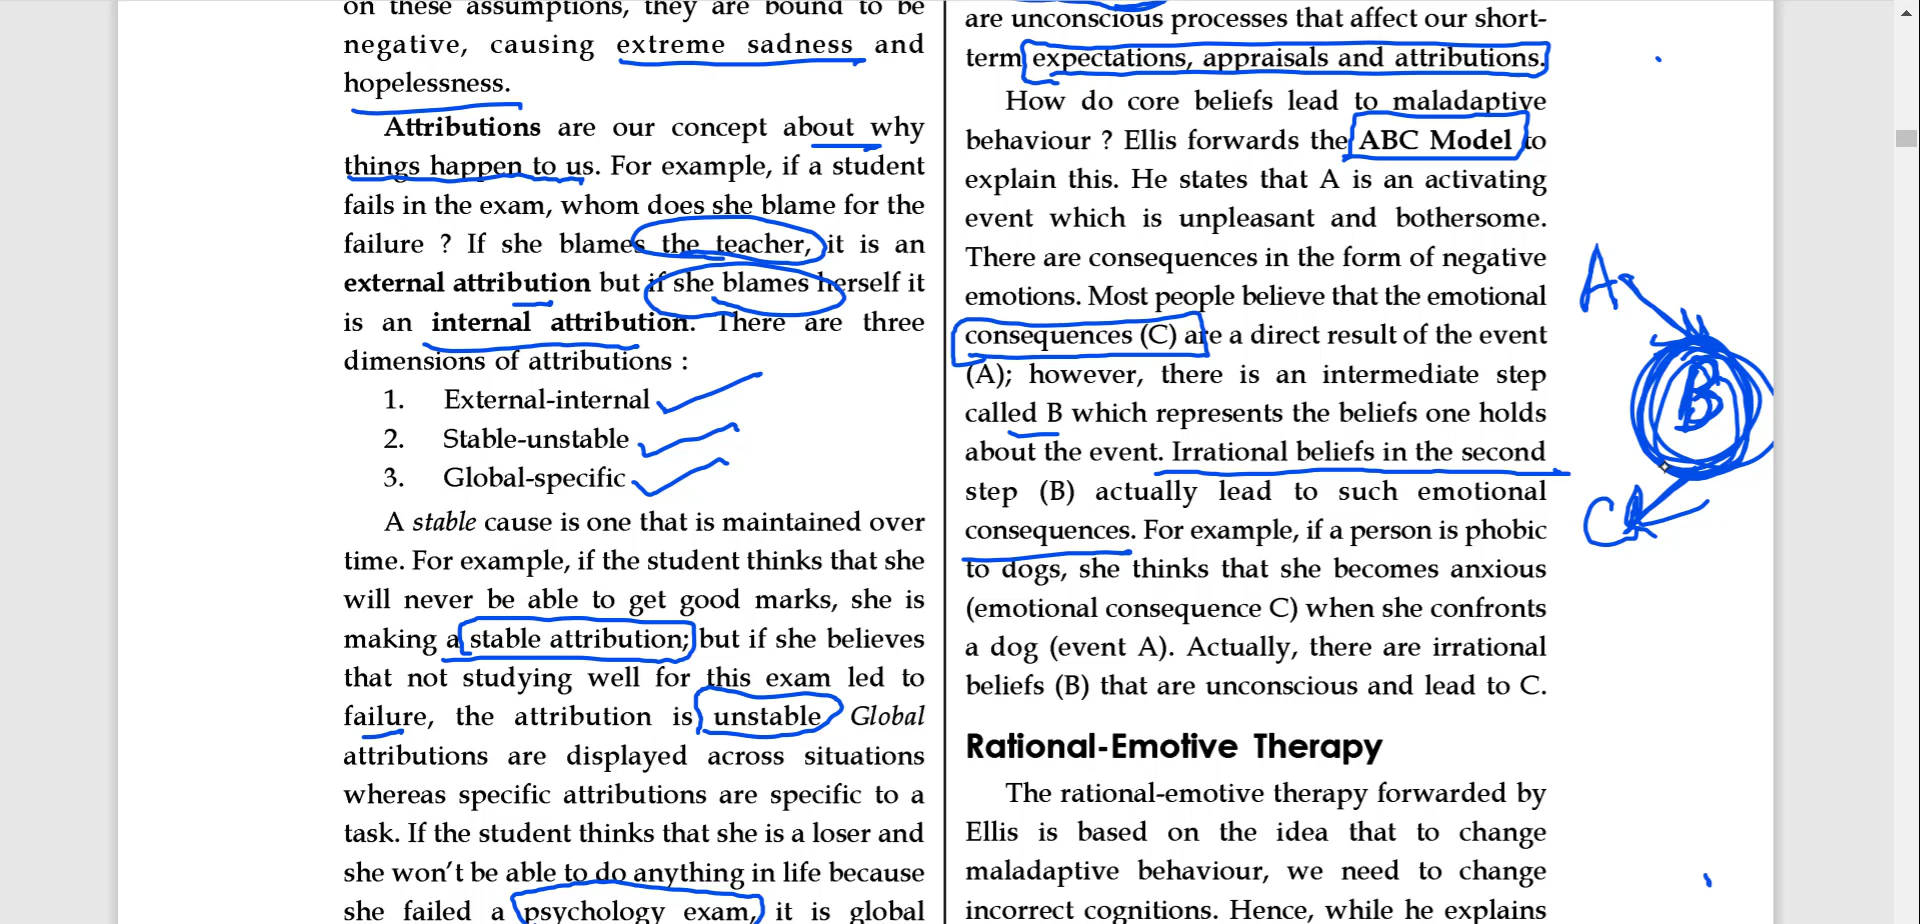 on these assumptions, they are bound to be
negative, causing extreme sadness and
hopelessness.
Attributions are our concept about why
things happen to us. For example, if a student
fails in the exam, whom does she blame for the
failure ? If she blames the teacher, it is an
external attribution but if she blames herself it
is an internal attribution. There are three
dimensions of attributions :
1. External-internal
2. Stable-unstable
3. Global-specific
A stable cause is one that is maintained over
time. For example, if the student thinks that she
will never be able to get good marks, she is
making a stable attribution; but if she believes
that not studying well for this exam led to
failure, the attribution is unstable Global
attributions are displayed across situations
whereas specific attributions are specific to a
task. If the student thinks that she is a loser and
she won't be able to do anything in life because
she failed a psychology exam, it is global
are unconscious processes that affect our short-
term expectations, appraisals and attributions.
How do core beliefs lead to maladaptive
behaviour ? Ellis forwards the ABC Model to
explain this. He states that A is an activating
event which is unpleasant and bothersome.
There are consequences in the form of negative
emotions. Most people believe that the emotional
consequences (C) are a direct result of the event
(A); however, there is an intermediate step
called B which represents the beliefs one holds
about the event. Irrational beliefs in the second
step (B) actually lead to such emotional
consequences. For example, if a person is phobic
to dogs, she thinks that she becomes anxious
(emotional consequence C) when she confronts
a dog (event A). Actually, there are irrational
beliefs (B) that are unconscious and lead to C.
Rational-Emotive Therapy
The rational-emotive therapy forwarded by
Ellis is based on the idea that to change
maladaptive behaviour, we need to change
incorrect cognitions. Hence, while he explains
A
B
C